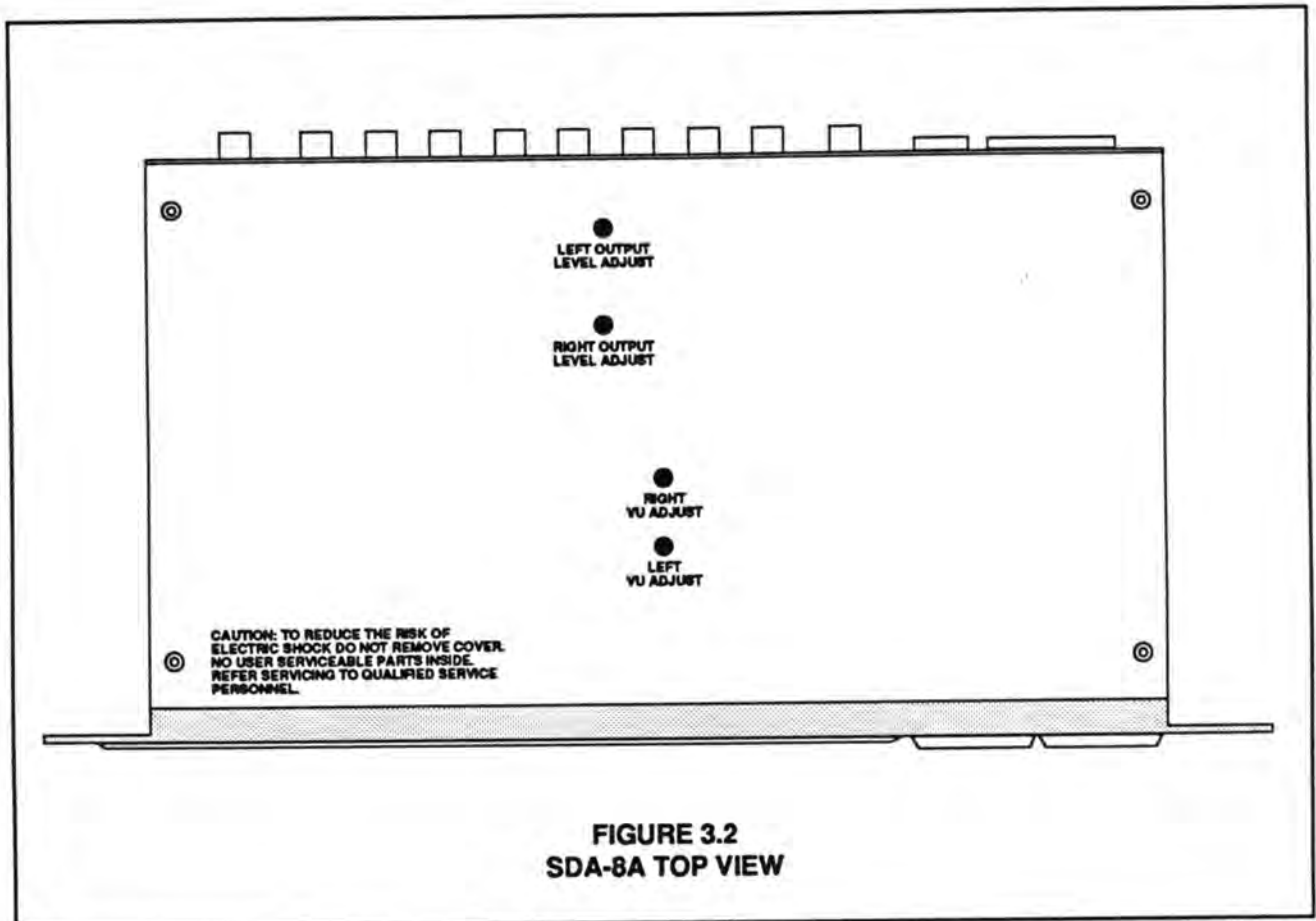 LEFT OUTPUT
LEVEL ADJUST
RIGHT OUTPUT
LEVEL ADJUST
RIGHT
VU ADJUST
LEFT
VU ADJUST
CAUTION: TO REDUCE THE RISK OF
ELECTRIC SHOCK DO NOT REMOVE COVER.
NO USER SERVICEABLE PARTS INSIDE.
REFER SERVICING TO QUALIFIED SERVICE
PERSONNEL.
FIGURE 3.2
SDA-8A TOP VIEW